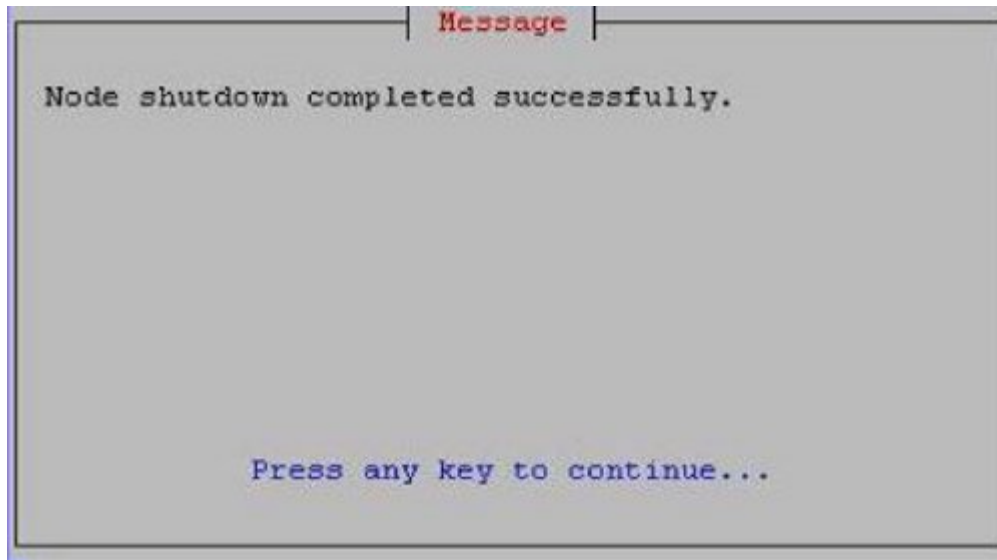 Message
Node shutdown completed successfully.
Press any key to continue...